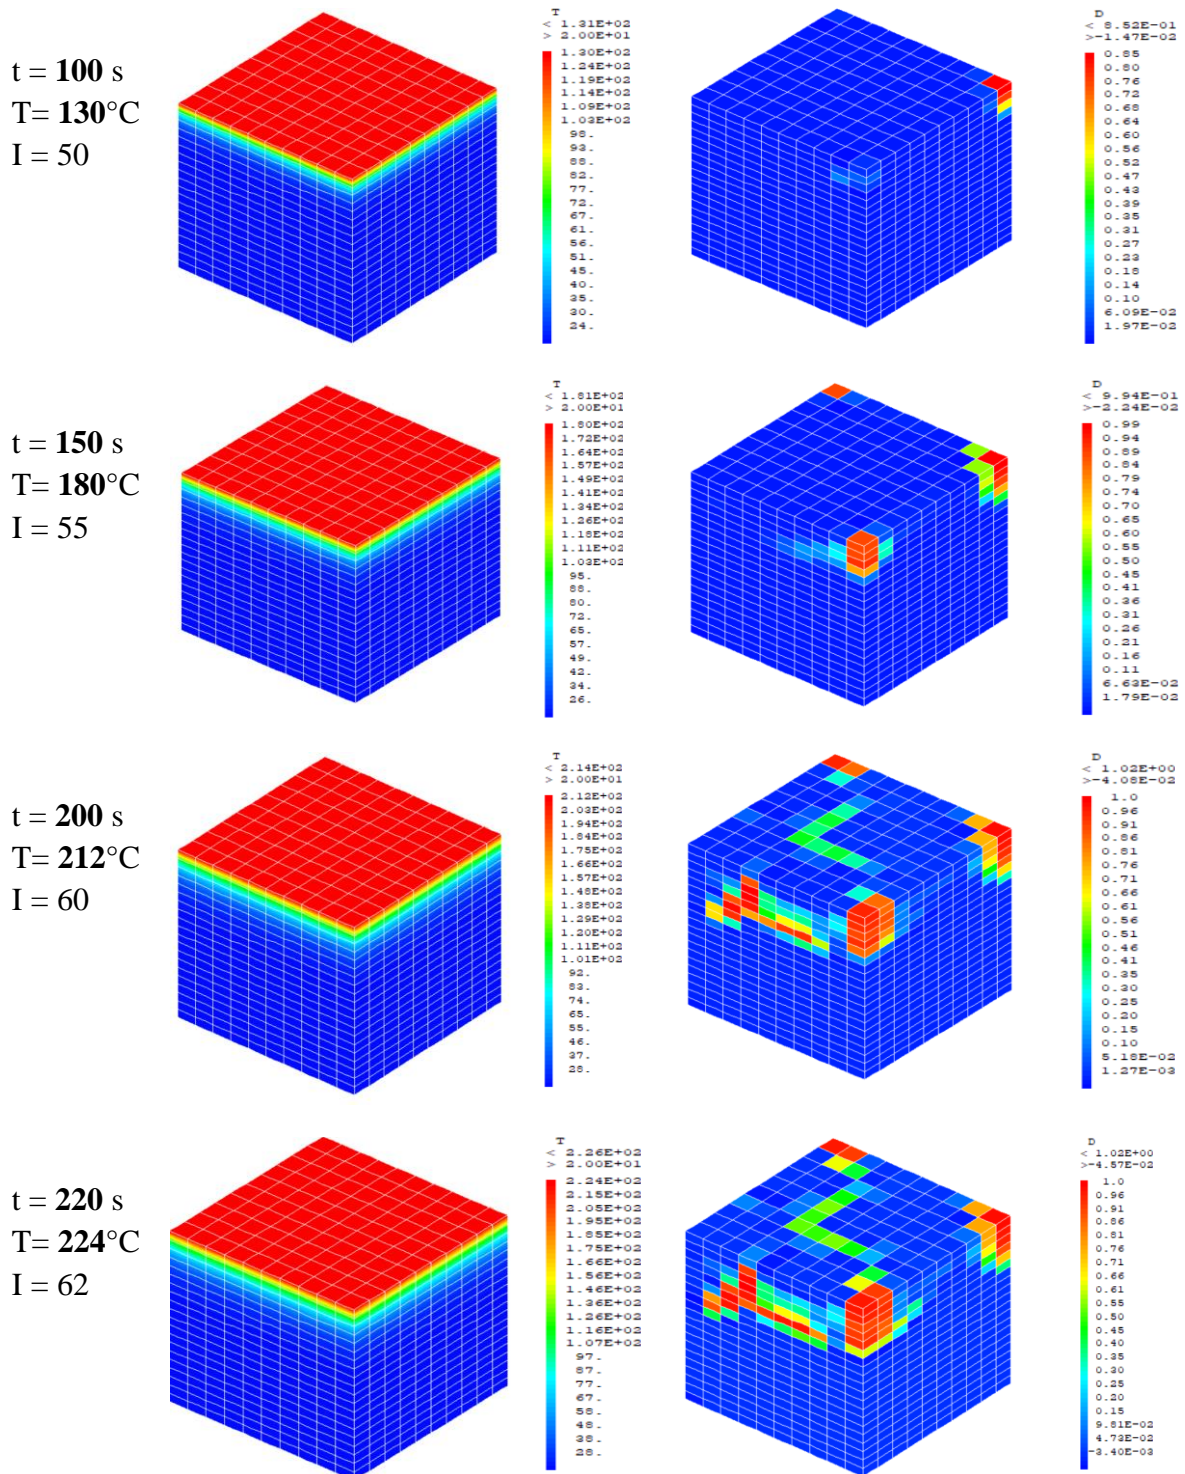 t = 100 s
T= 130°C
I = 50
T
< 1.31E+02
> 2.00E+01
1.30E+02
1.24E+02
1.19E+02
1.14E+02
1.09E+02
1.03E+02
98.
93.
88.
82.
77.
72.
67.
61.
56.
51.
45.
40.
35.
30.
24.
D
< 8.52E-01
>-1.47E-02
0.85
0.80
0.76
0.72
0.68
0.64
0.60
0.56
0.52
0.47
0.43
0.39
0.35
0.31
0.27
0.23
0.18
0.14
0.10
6.09E-02
1.97E-02
t = 150 s
T= 180°C
I = 55
T
< 1.81E+02
> 2.00E+01
1.80E+02
1.72E+02
1.64E+02
1.57E+02
1.49E+02
1.41E+02
1.34E+02
1.26E+02
1.18E+02
1.11E+02
1.03E+02
95.
88.
80.
72.
65.
57.
49.
42.
34.
26.
D
< 9.94E-01
>-2.24E-02
0.99
0.94
0.89
0.84
0.79
0.74
0.70
0.65
0.60
0.55
0.50
0.45
0.41
0.36
0.31
0.26
0.21
0.16
0.11
6.63E-02
1.79E-02
t = 200 s
T= 212°C
I = 60
T
< 2.14E+02
> 2.00E+01
2.12E+02
2.03E+02
1.94E+02
1.84E+02
1.75E+02
1.66E+02
1.57E+02
1.48E+02
1.38E+02
1.29E+02
1.20E+02
1.11E+02
1.01E+02
92.
83.
74.
65.
55.
46.
37.
28.
D
< 1.02E+00
>-4.08E-02
1.0
0.96
0.91
0.86
0.81
0.76
0.71
0.66
0.61
0.56
0.51
0.46
0.41
0.35
0.30
0.25
0.20
0.15
0.10
5.18E-02
1.27E-03
t = 220 s
T= 224°C
I = 62
T
< 2.26E+02
> 2.00E+01
2.24E+02
2.15E+02
2.05E+02
1.95E+02
1.85E+02
1.75E+02
1.66E+02
1.56E+02
1.46E+02
1.36E+02
1.26E+02
1.16E+02
1.07E+02
97.
87.
77.
67.
58.
48.
38.
28.
D
< 1.02E+00
>-4.57E-02
1.0
0.96
0.91
0.86
0.81
0.76
0.71
0.66
0.61
0.55
0.50
0.45
0.40
0.35
0.30
0.25
0.20
0.15
9.81E-02
4.73E-02
-3.40E-03